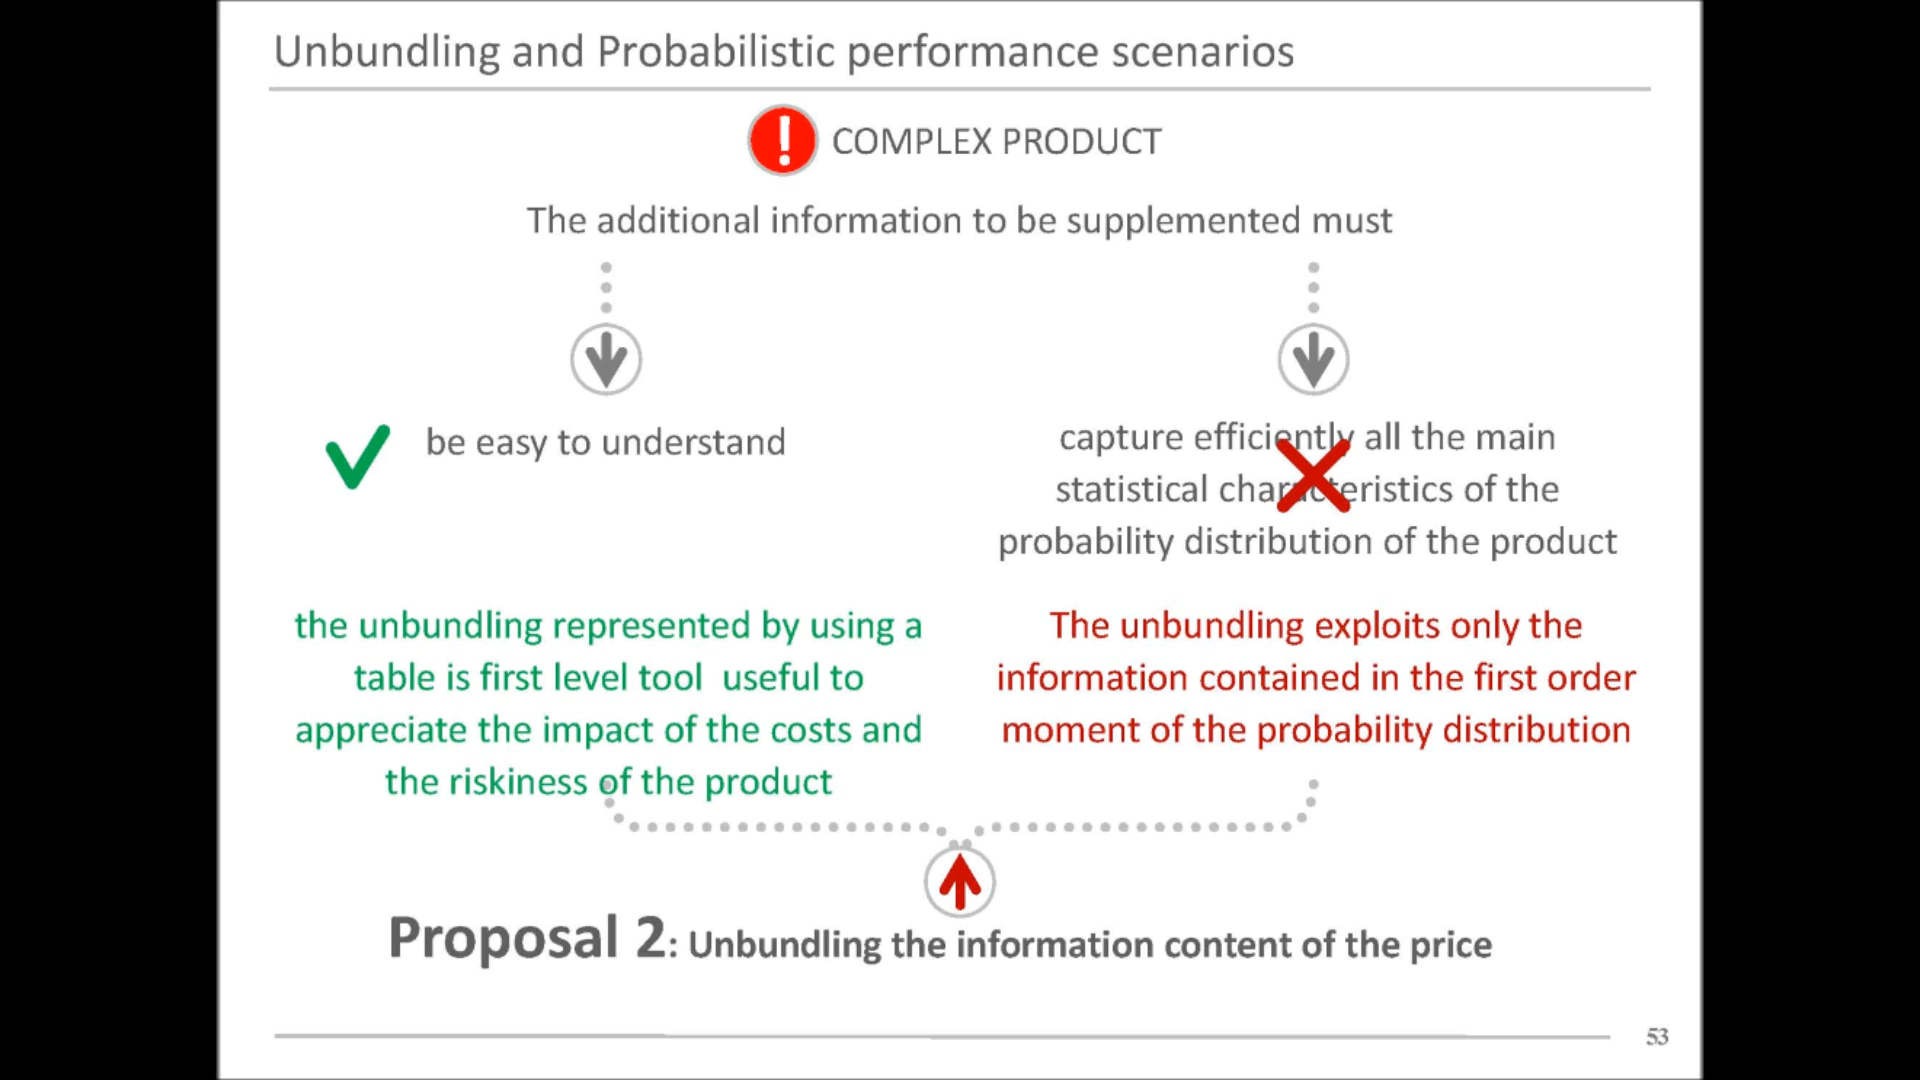 Unbundling and Probabilistic performance scenarios
! COMPLEX PRODUCT
The additional information to be supplemented must
be easy to understand
capture efficiently all the main
statistical characteristics of the
probability distribution of the product
the unbundling represented by using a
table is first level tool useful to
appreciate the impact of the costs and
the riskiness of the product
The unbundling exploits only the
information contained in the first order
moment of the probability distribution
Proposal 2: Unbundling the information content of the price
53